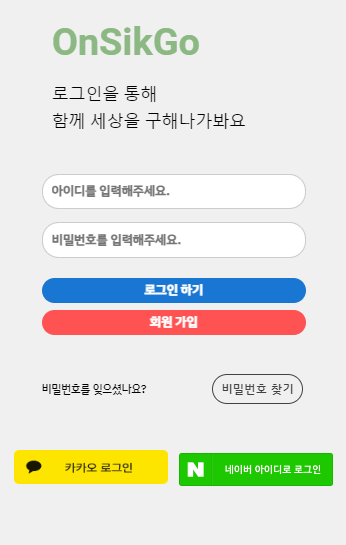 OnSikGo
로그인을 통해
함께 세상을 구해나가봐요
아이디를 입력해주세요.
비밀번호를 입력해주세요.
로그인 하기
회원 가입
비밀번호를 잊으셨나요?
비밀번호 찾기
카카오 로그인
N 네이버 아이디로 로그인